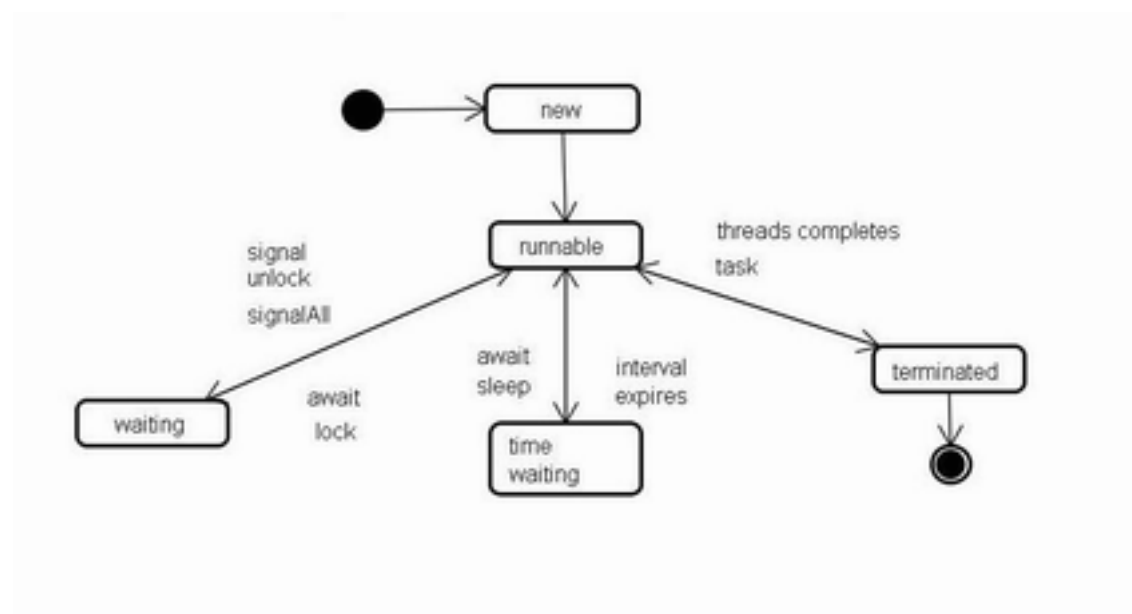 new
runnable
threads completes
task
signal
unlock
signalAll
await
sleep
interval
expires
terminated
await
lock
waiting
time
waiting